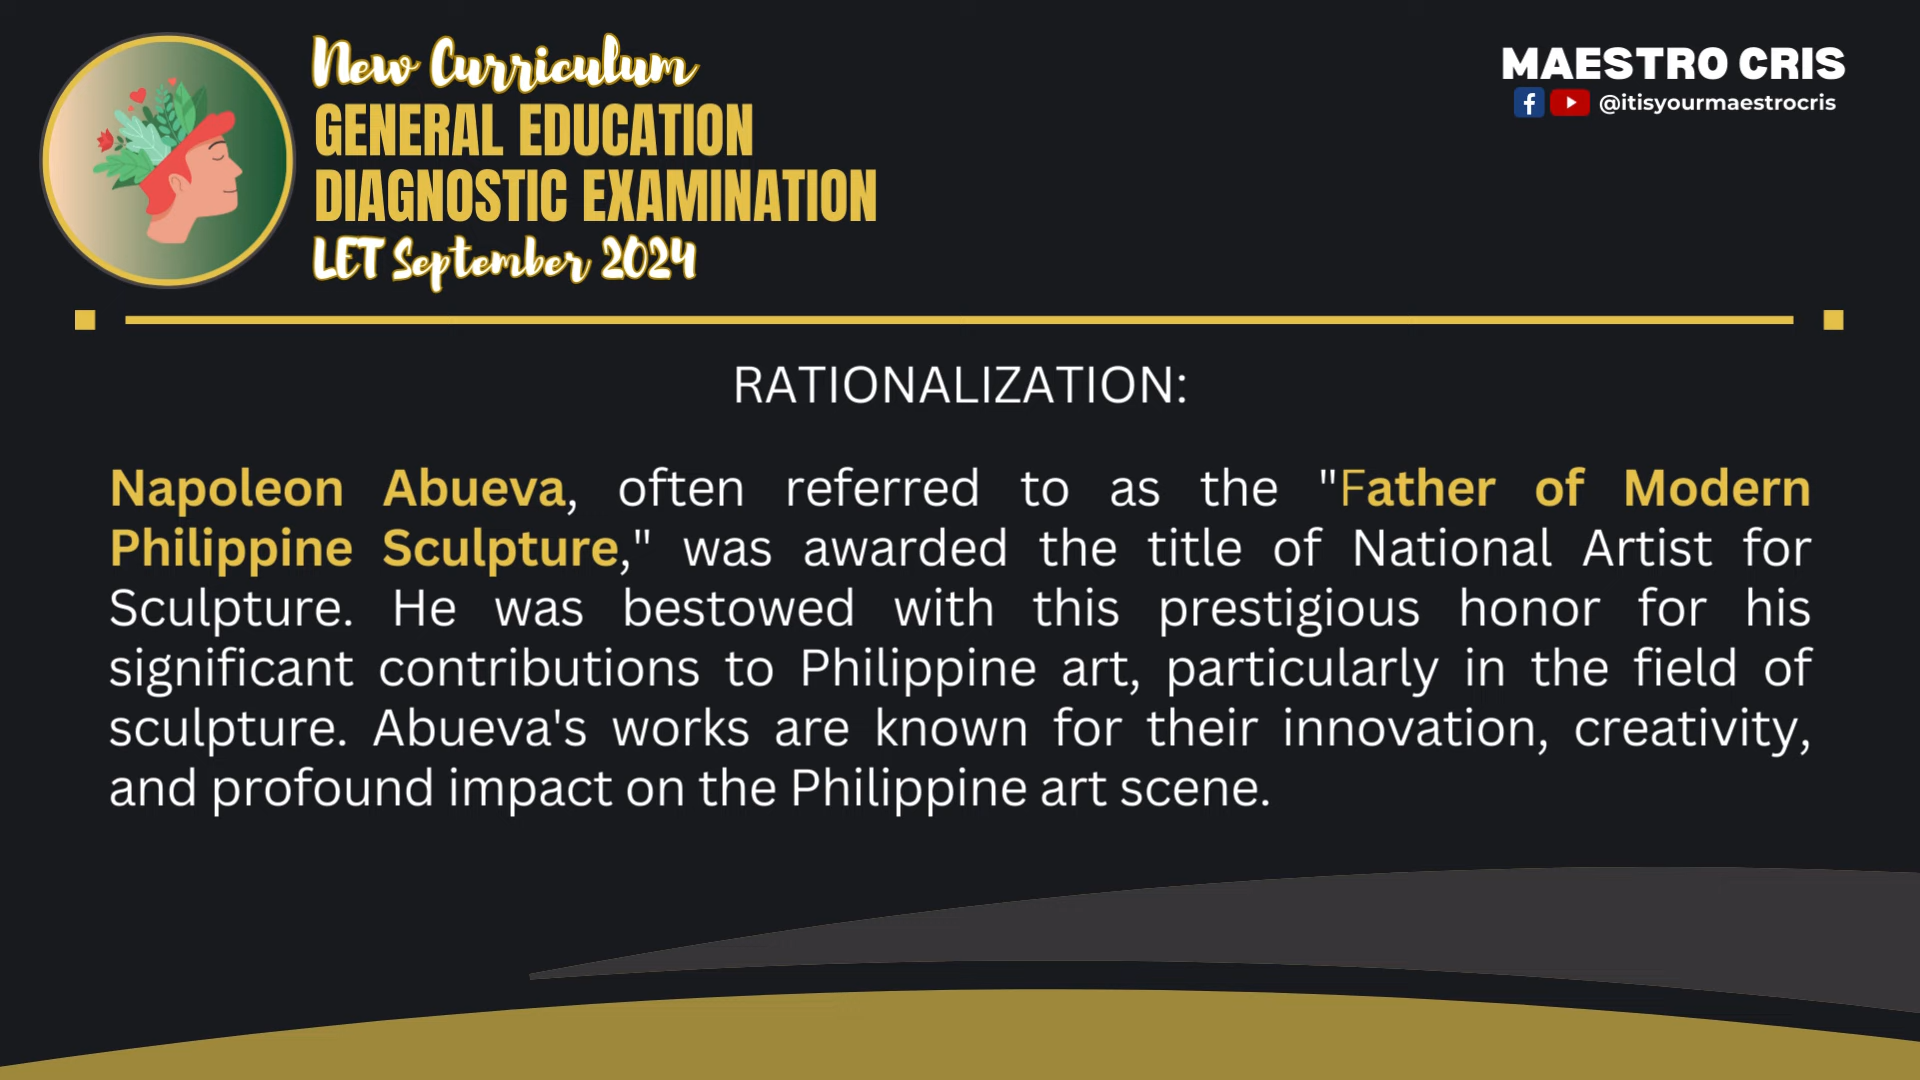 New Curriculum
GENERAL EDUCATION
DIAGNOSTIC EXAMINATION
LET September 2024
MAESTRO CRIS
@itisyourmaestrocris
RATIONALIZATION:
Napoleon Abueva, often referred to as the "Father of Modern
Philippine Sculpture," was awarded the title of National Artist for
Sculpture. He was bestowed with this prestigious honor for his
significant contributions to Philippine art, particularly in the field of
sculpture. Abueva's works are known for their innovation, creativity,
and profound impact on the Philippine art scene.